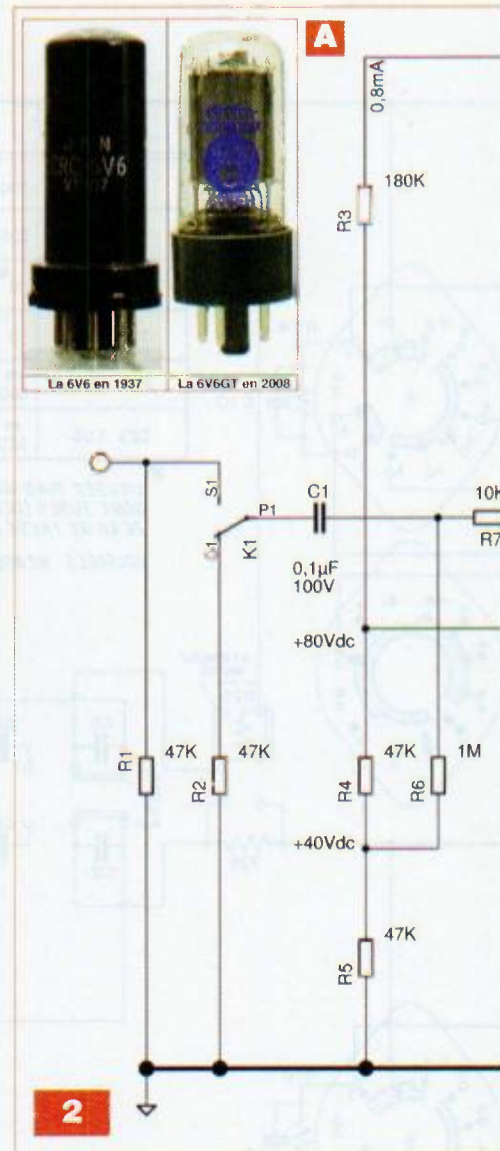 A
6V6
La 6V6 en 1937
La 6V6GT en 2008
0,8mA
180K
R3
S1
P1
K1
C1
0,1µF
100V
10K
R7
+80Vdc
R1
47K
R2
47K
R4
47K
R6
1M
+40Vdc
R5
47K
2